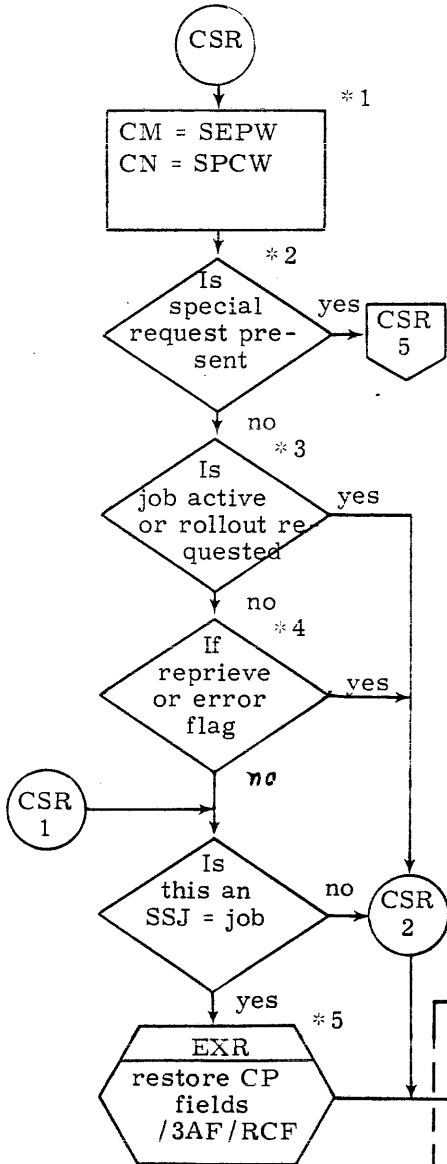 CSR
*1
CM = SEPW
CN = SPCW
*2
Is
special
request pre-
sent
yes
CSR
5
no
*3
Is
job active
or rollout re-
quested
yes
no
*4
If
reprieve
or error
flag
yes
no
CSR
1
Is
this an
SSJ = job
no
CSR
2
yes
*5
EXR
restore CP
fields
/3AF/RCF